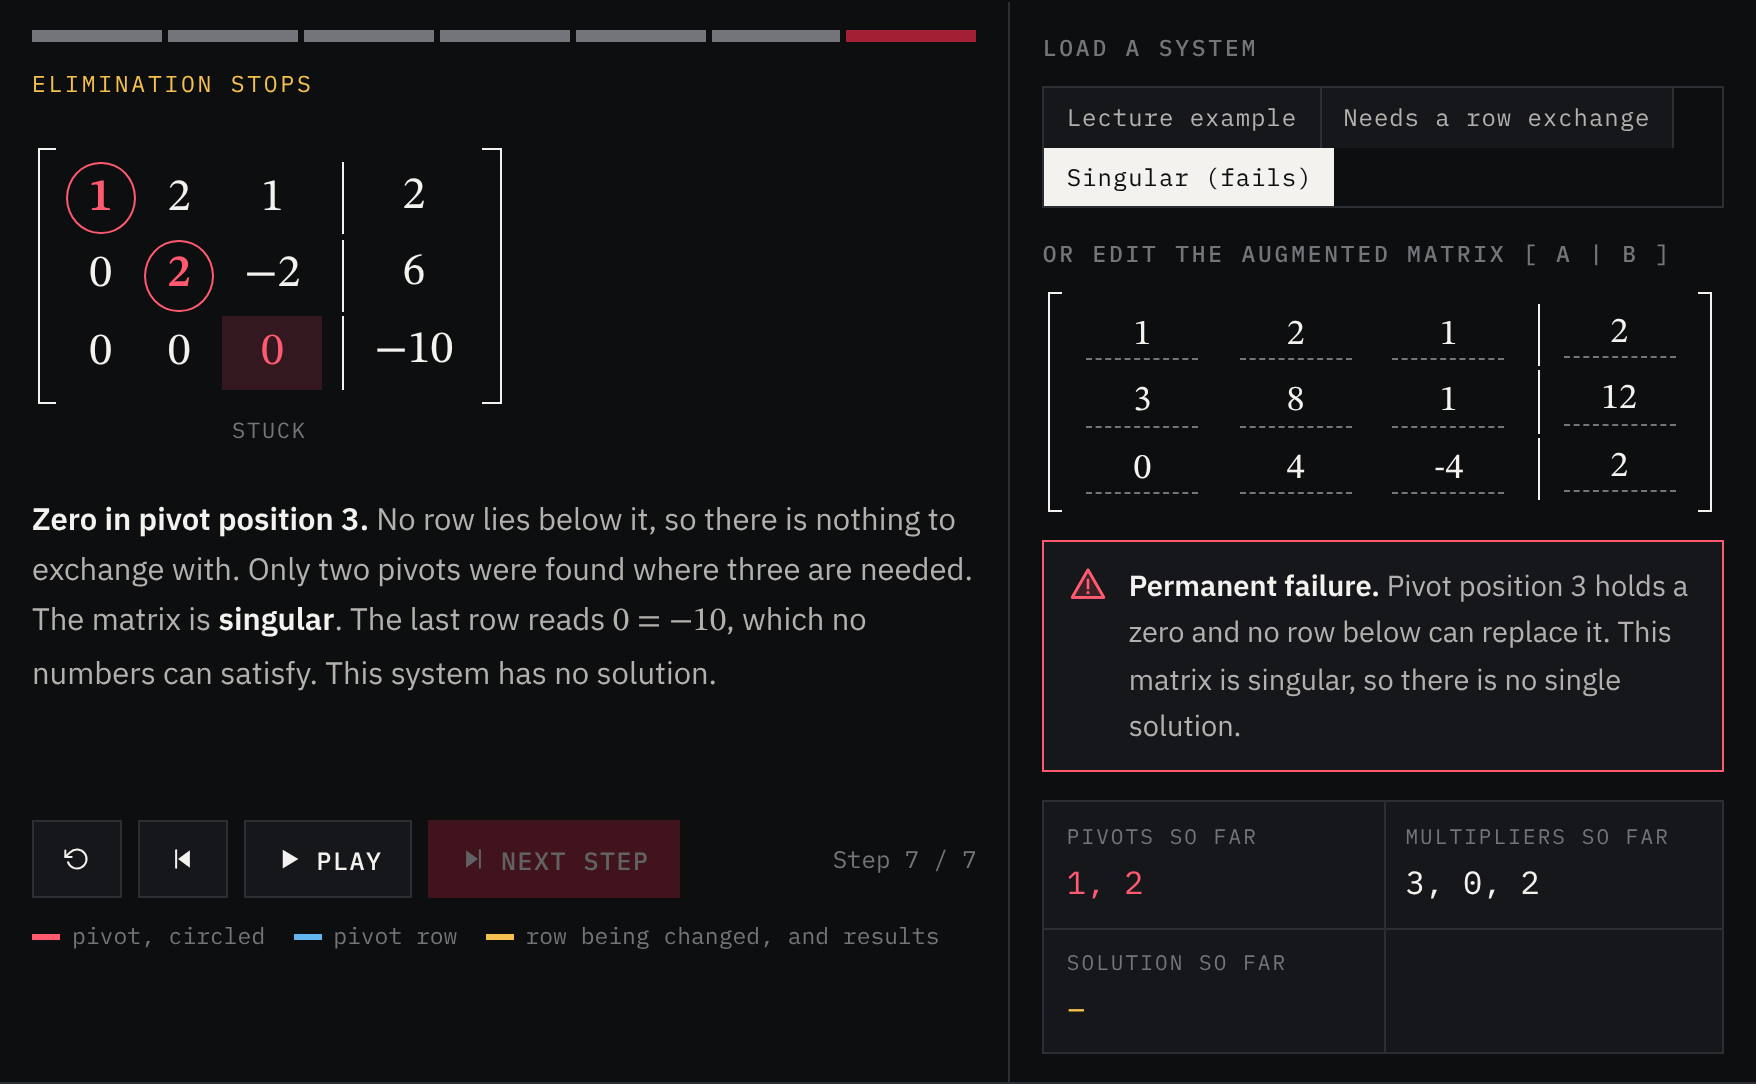 ELIMINATION STOPS
1 2 1 2
0 2 −2 6
0 0 0 −10
STUCK
Zero in pivot position 3. No row lies below it, so there is nothing to
exchange with. Only two pivots were found where three are needed.
The matrix is singular. The last row reads 0 = −10, which no
numbers can satisfy. This system has no solution.
PLAY
NEXT STEP
Step 7 / 7
pivot, circled
pivot row
row being changed, and results
LOAD A SYSTEM
Lecture example
Needs a row exchange
Singular (fails)
OR EDIT THE AUGMENTED MATRIX [ A | B ]
1 2 1 2
3 8 1 12
0 4 -4 2
Permanent failure. Pivot position 3 holds a
zero and no row below can replace it. This
matrix is singular, so there is no single
solution.
PIVOTS SO FAR
1, 2
MULTIPLIERS SO FAR
3, 0, 2
SOLUTION SO FAR
–